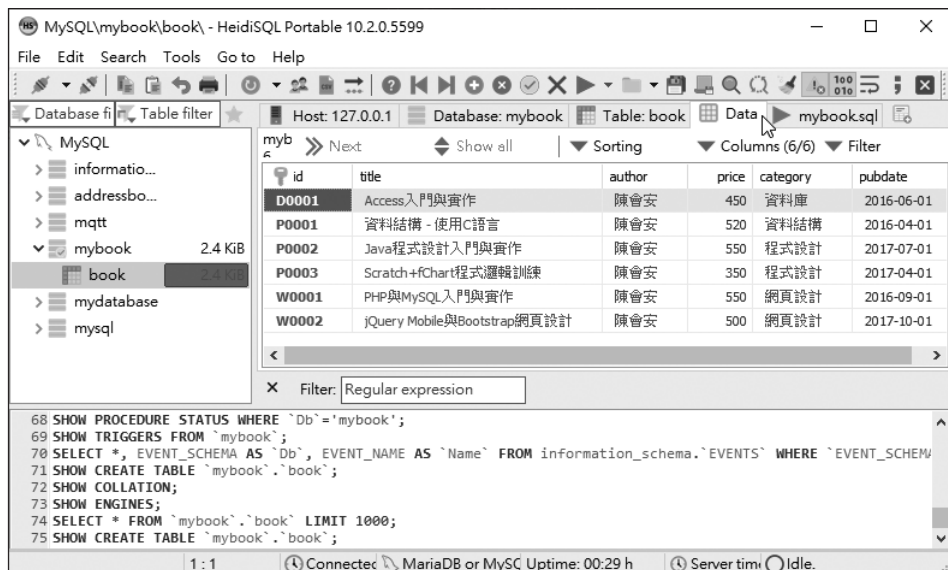 MySQL\mybook\book\ - HeidiSQL Portable 10.2.0.5599
File Edit Search Tools Go to Help
Database fi Table filter
Host: 127.0.0.1 Database: mybook Table: book Data mybook.sql
MySQL
informatio...
addressbo...
mqtt
mybook 2.4 KiB
book 2.4 KiB
mydatabase
mysql
myb Next Show all Sorting Columns (6/6) Filter
id title author price category pubdate
D0001 Access入門與實作 陳會安 450 資料庫 2016-06-01
P0001 資料結構 - 使用C語言 陳會安 520 資料結構 2016-04-01
P0002 Java程式設計入門與實作 陳會安 550 程式設計 2017-07-01
P0003 Scratch+fChart程式邏輯訓練 陳會安 350 程式設計 2017-04-01
W0001 PHP與MySQL入門與實作 陳會安 550 網頁設計 2016-09-01
W0002 jQuery Mobile與Bootstrap網頁設計 陳會安 500 網頁設計 2017-10-01
Filter: Regular expression
68 SHOW PROCEDURE STATUS WHERE `Db`='mybook';
69 SHOW TRIGGERS FROM `mybook`;
70 SELECT *, EVENT_SCHEMA AS `Db`, EVENT_NAME AS `Name` FROM information_schema.`EVENTS` WHERE `EVENT_SCHEMA
71 SHOW CREATE TABLE `mybook`.`book`;
72 SHOW COLLATION;
73 SHOW ENGINES;
74 SELECT * FROM `mybook`.`book` LIMIT 1000;
75 SHOW CREATE TABLE `mybook`.`book`;
1 : 1 Connected MariaDB or MySQ Uptime: 00:29 h Server tim Idle.